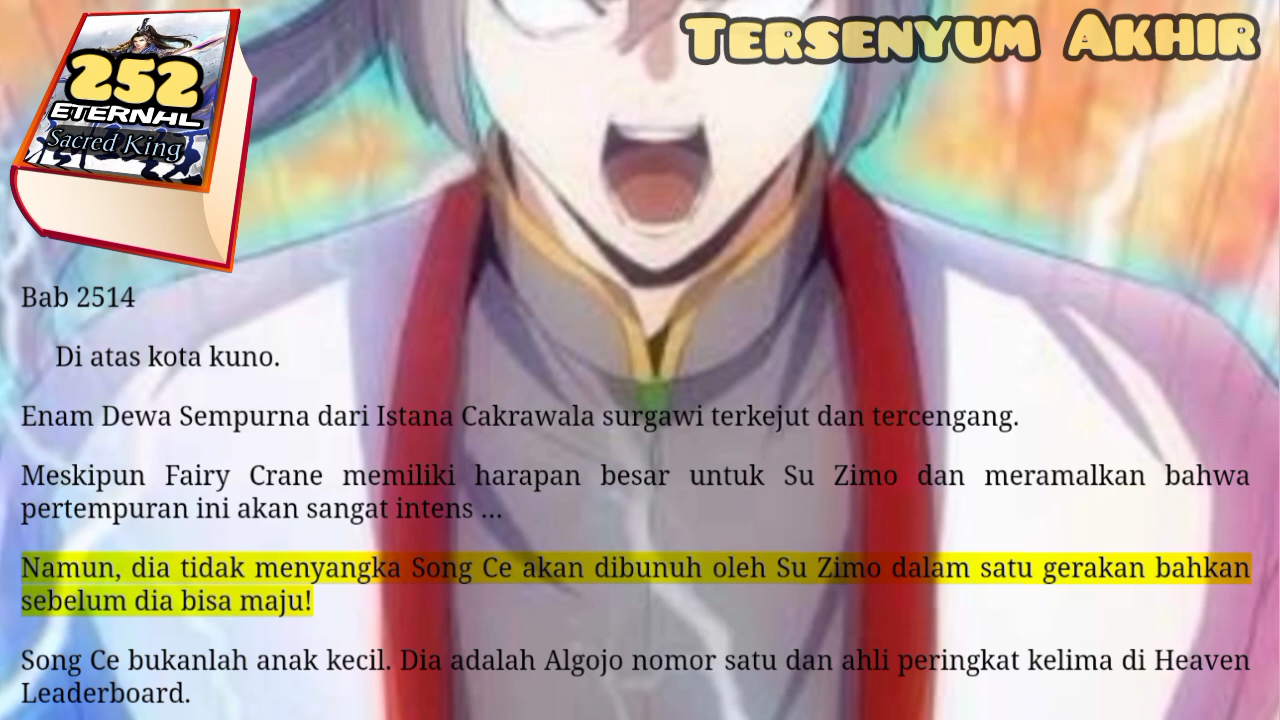 252
ETERNAL
Sacred King
TERSENYUM AKHIR
Bab 2514
Di atas kota kuno.
Enam Dewa Sempurna dari Istana Cakrawala surgawi terkejut dan tercengang.
Meskipun Fairy Crane memiliki harapan besar untuk Su Zimo dan meramalkan bahwa
pertempuran ini akan sangat intens ...
Namun, dia tidak menyangka Song Ce akan dibunuh oleh Su Zimo dalam satu gerakan bahkan
sebelum dia bisa maju!
Song Ce bukanlah anak kecil. Dia adalah Algojo nomor satu dan ahli peringkat kelima di Heaven
Leaderboard.